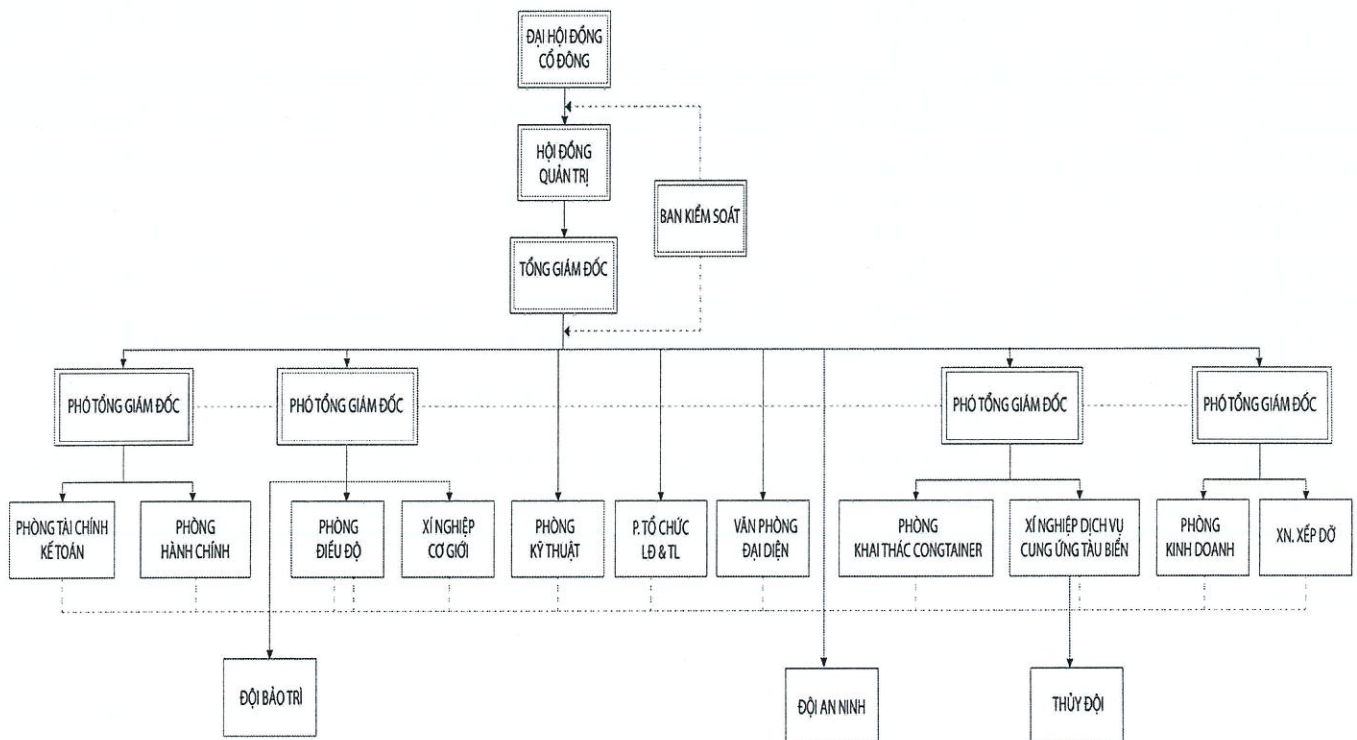 ĐẠI HỘI ĐỒNG
CỔ ĐÔNG
HỘI ĐỒNG
QUẢN TRỊ
BAN KIỂM SOÁT
TỔNG GIÁM ĐỐC
PHÓ TỔNG GIÁM ĐỐC
PHÓ TỔNG GIÁM ĐỐC
PHÓ TỔNG GIÁM ĐỐC
PHÓ TỔNG GIÁM ĐỐC
PHÒNG TÀI CHÍNH
KẾ TOÁN
PHÒNG
HÀNH CHÍNH
PHÒNG
ĐIỀU ĐỘ
XÍ NGHIỆP
CƠ GIỚI
PHÒNG
KỸ THUẬT
P. TỔ CHỨC
LĐ & TL
VĂN PHÒNG
ĐẠI DIỆN
PHÒNG
KHAI THÁC CONGTAINER
XÍ NGHIỆP DỊCH VỤ
CUNG ỨNG TÀU BIỂN
PHÒNG
KINH DOANH
XN. XẾP DỠ
ĐỘI BẢO TRÌ
ĐỘI AN NINH
THỦY ĐỘI